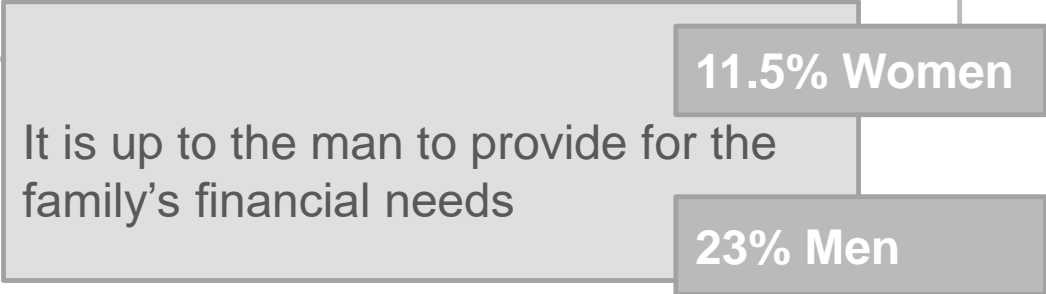 11.5% Women
It is up to the man to provide for the
family’s financial needs
23% Men